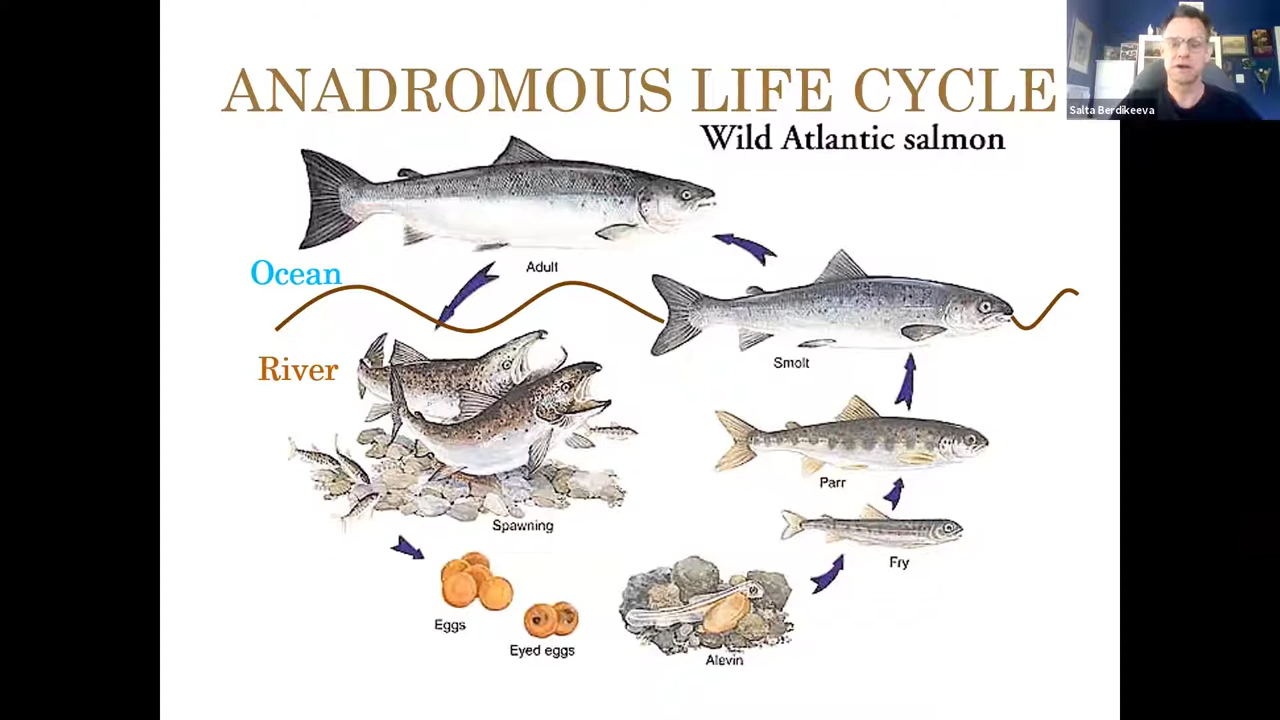 ANADROMOUS LIFE CYCLE
Salta Berdikeeva
Wild Atlantic salmon
Adult
Ocean
Smolt
River
Parr
Spawning
Fry
Eggs
Eyed eggs
Alevin